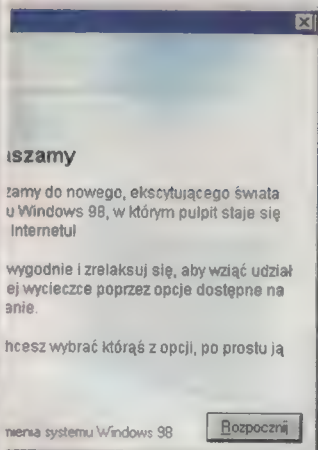 ıszamy
zamy do nowego, ekscytującego świata
u Windows 98, w którym pulpit staje się
Internetu!
wygodnie i zrelaksuj się, aby wziąć udział
ej wycieczce poprzez opcje dostępne na
anie.
hcesz wybrać którąś z opcji, po prostu ją
nienia systemu Windows 98
Rozpocznij